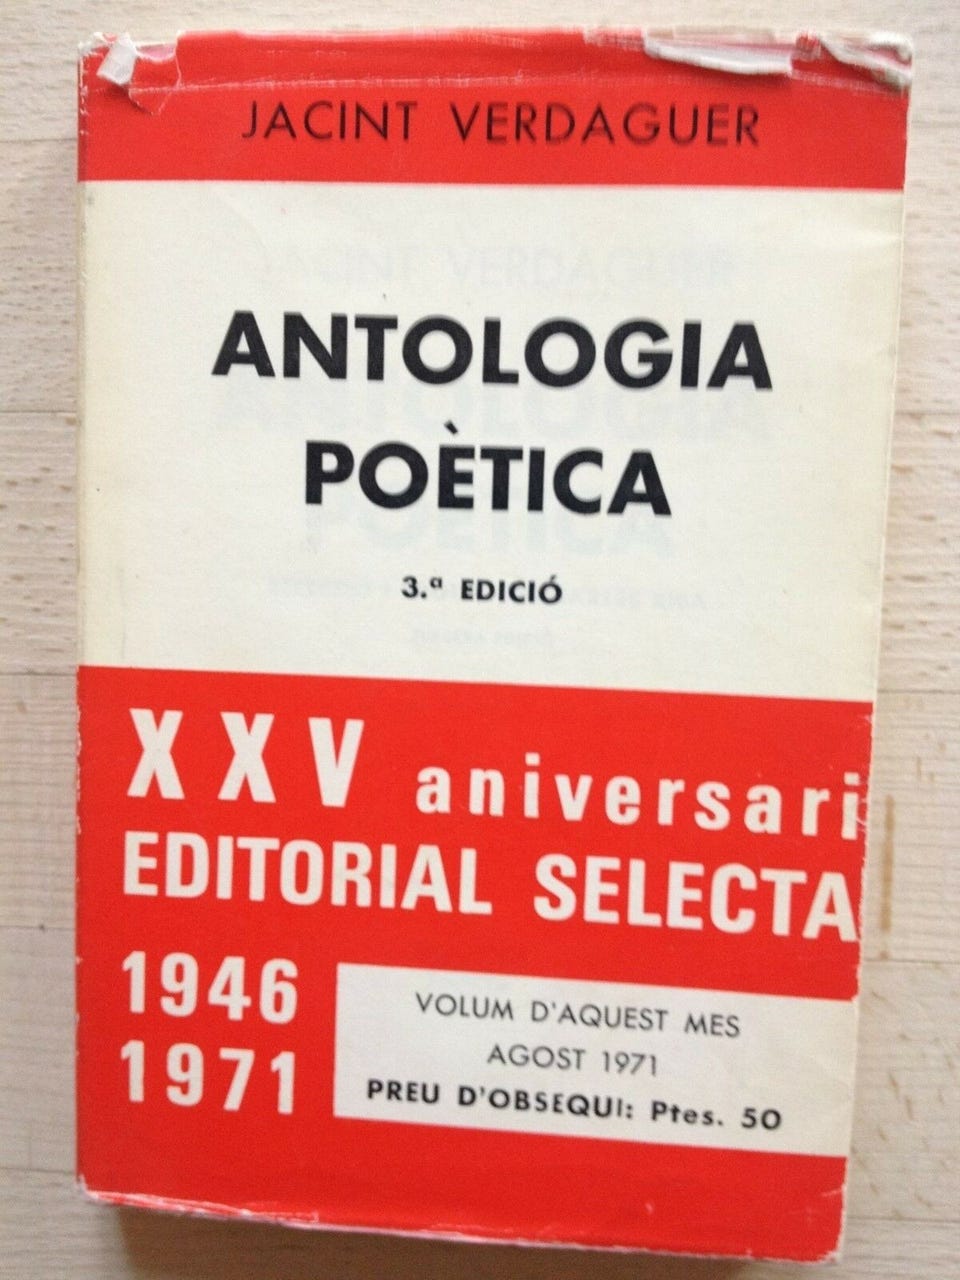 JACINT VERDAGUER
ANTOLOGIA
POÈTICA
3.ª EDICIÓ
XXV aniversari
EDITORIAL SELECTA
1946
1971
VOLUM D'AQUEST MES
AGOST 1971
PREU D'OBSEQUI: Ptes. 50